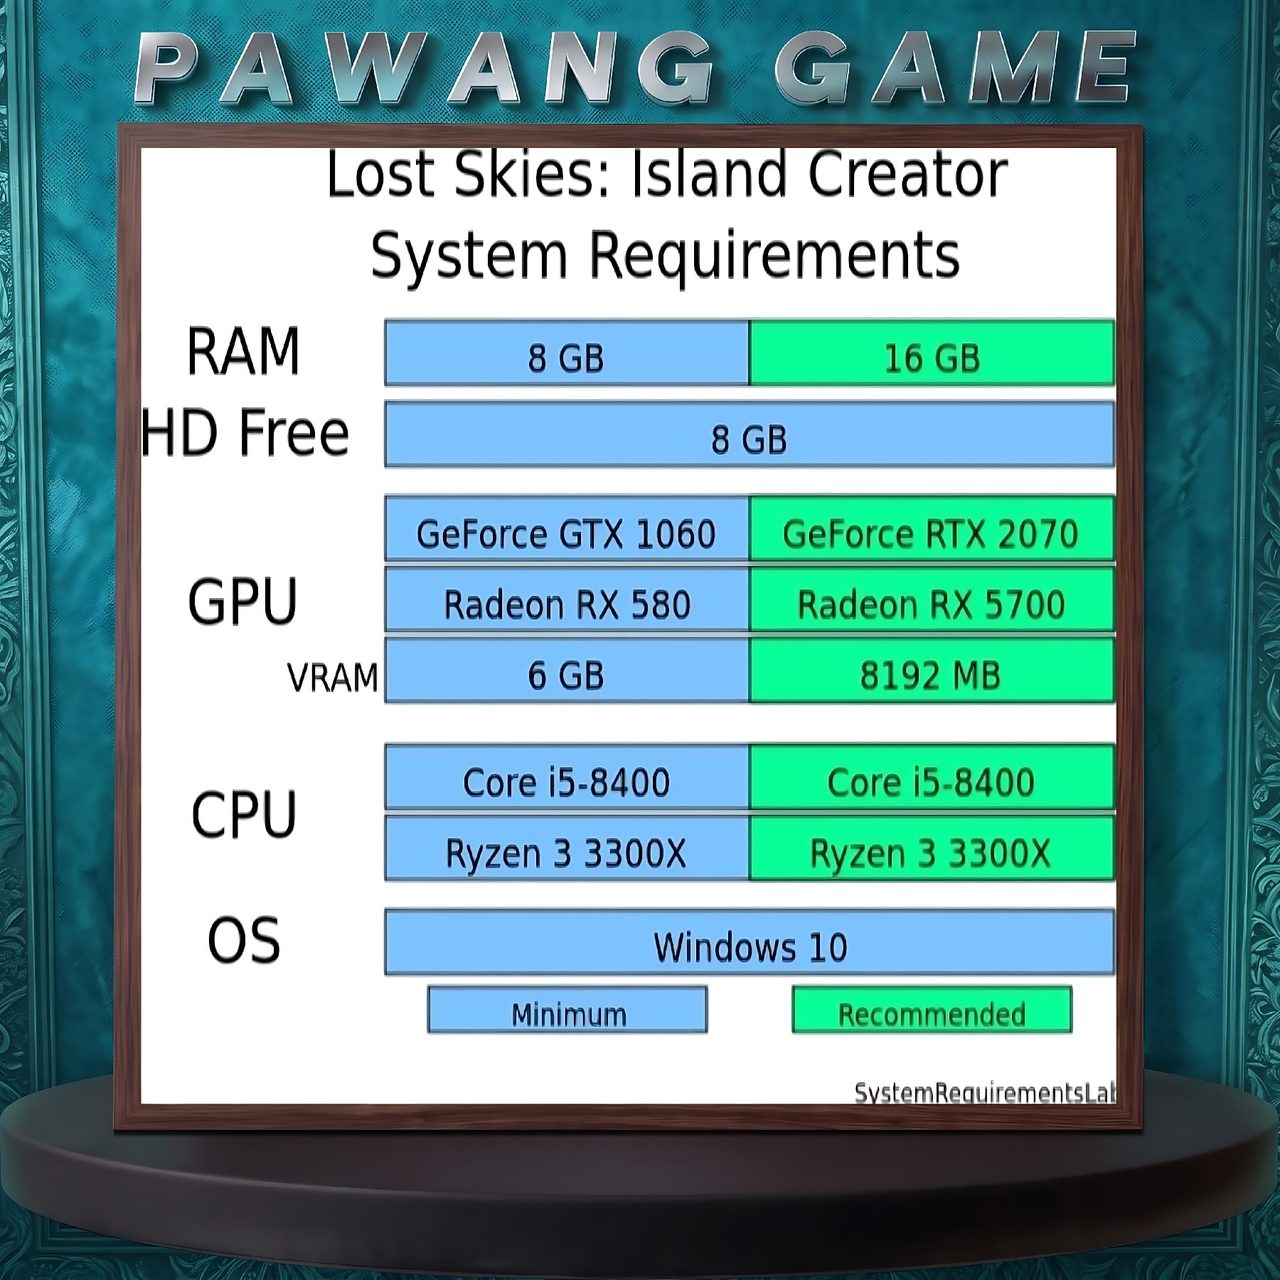 PAWANG GAME
Lost Skies: Island Creator
System Requirements
RAM
8 GB
16 GB
HD Free
8 GB
GPU
GeForce GTX 1060
GeForce RTX 2070
Radeon RX 580
Radeon RX 5700
VRAM
6 GB
8192 MB
CPU
Core i5-8400
Core i5-8400
Ryzen 3 3300X
Ryzen 3 3300X
OS
Windows 10
Minimum
Recommended
SystemRequirementsLab